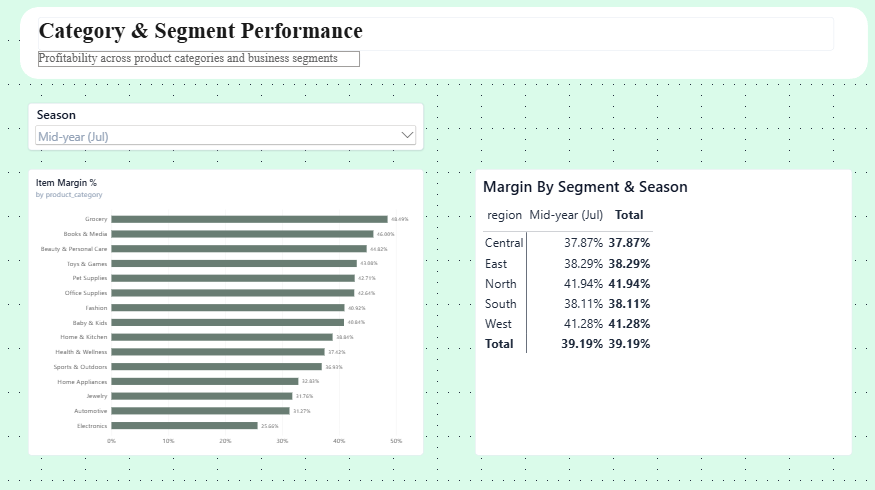 Category & Segment Performance
Profitability across product categories and business segments
Season
Mid-year (Jul)
Item Margin %
by product_category
Grocery 48.49%
Books & Media 46.00%
Beauty & Personal Care 44.82%
Toys & Games 43.08%
Pet Supplies 42.71%
Office Supplies 42.64%
Fashion 40.92%
Baby & Kids 40.84%
Home & Kitchen 38.84%
Health & Wellness 37.42%
Sports & Outdoors 36.93%
Home Appliances 32.83%
Jewelry 31.76%
Automotive 31.27%
Electronics 25.66%
0% 10% 20% 30% 40% 50%
Margin By Segment & Season
region Mid-year (Jul) Total
Central 37.87% 37.87%
East 38.29% 38.29%
North 41.94% 41.94%
South 38.11% 38.11%
West 41.28% 41.28%
Total 39.19% 39.19%